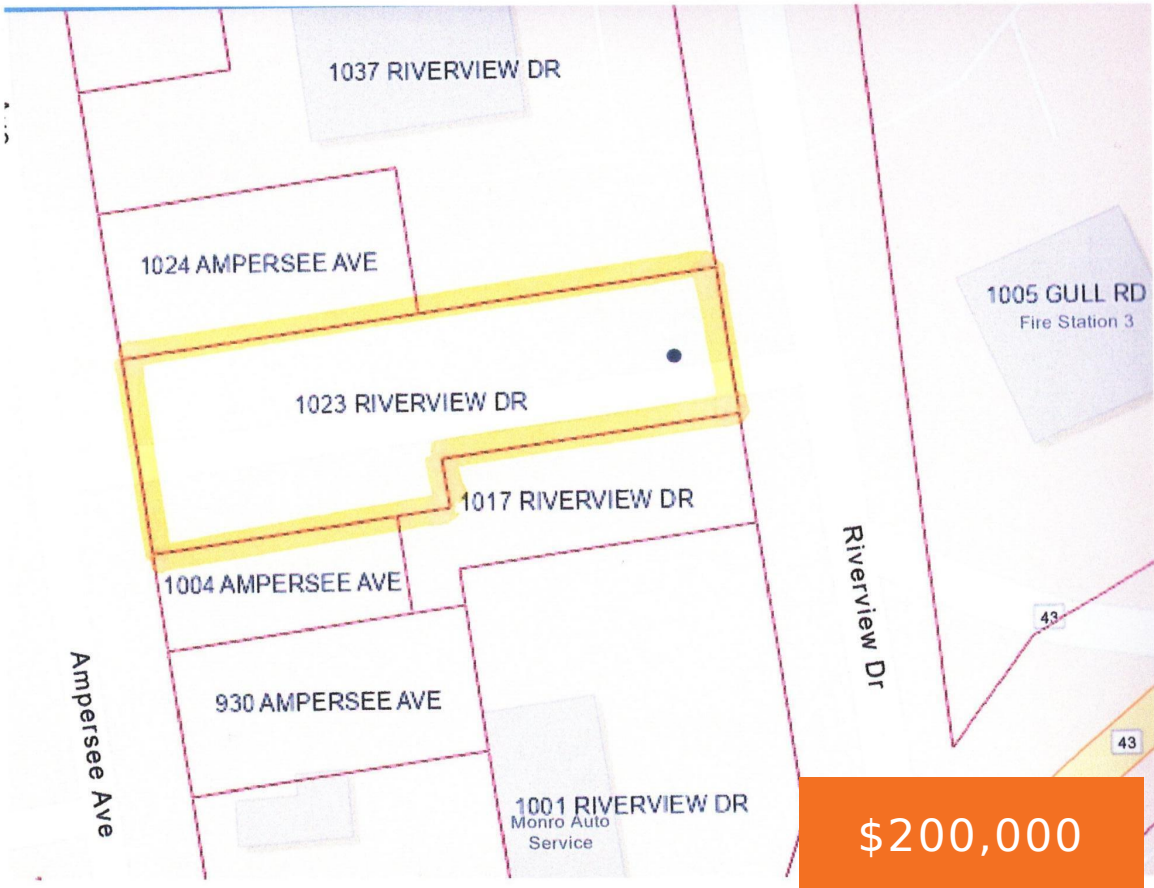 1037 RIVERVIEW DR
1024 AMPERSEE AVE
1005 GULL RD
Fire Station 3
1023 RIVERVIEW DR
1017 RIVERVIEW DR
1004 AMPERSEE AVE
Riverview Dr
43
Ampersee Ave
930 AMPERSEE AVE
43
1001 RIVERVIEW DR
Monro Auto
Service
$200,000